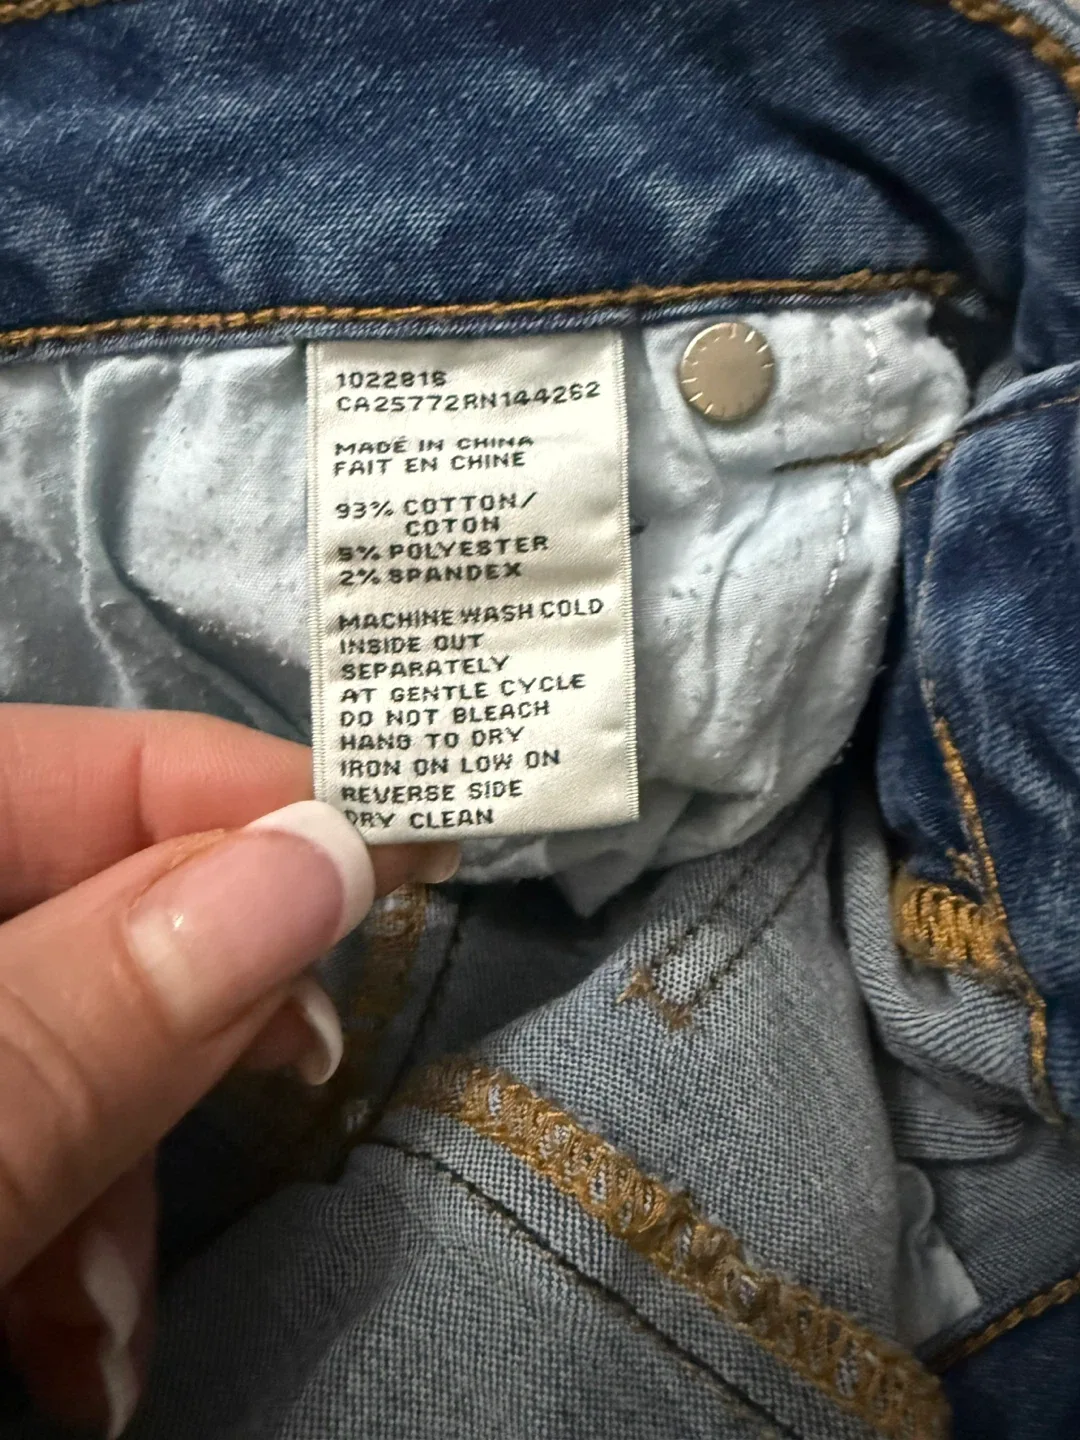 1022816
CA25772RN144262
MADE IN CHINA
FAIT EN CHINE
93% COTTON/
COTON
5% POLYESTER
2% SPANDEX
MACHINE WASH COLD
INSIDE OUT
SEPARATELY
AT GENTLE CYCLE
DO NOT BLEACH
HANG TO DRY
IRON ON LOW ON
REVERSE SIDE
DRY CLEAN